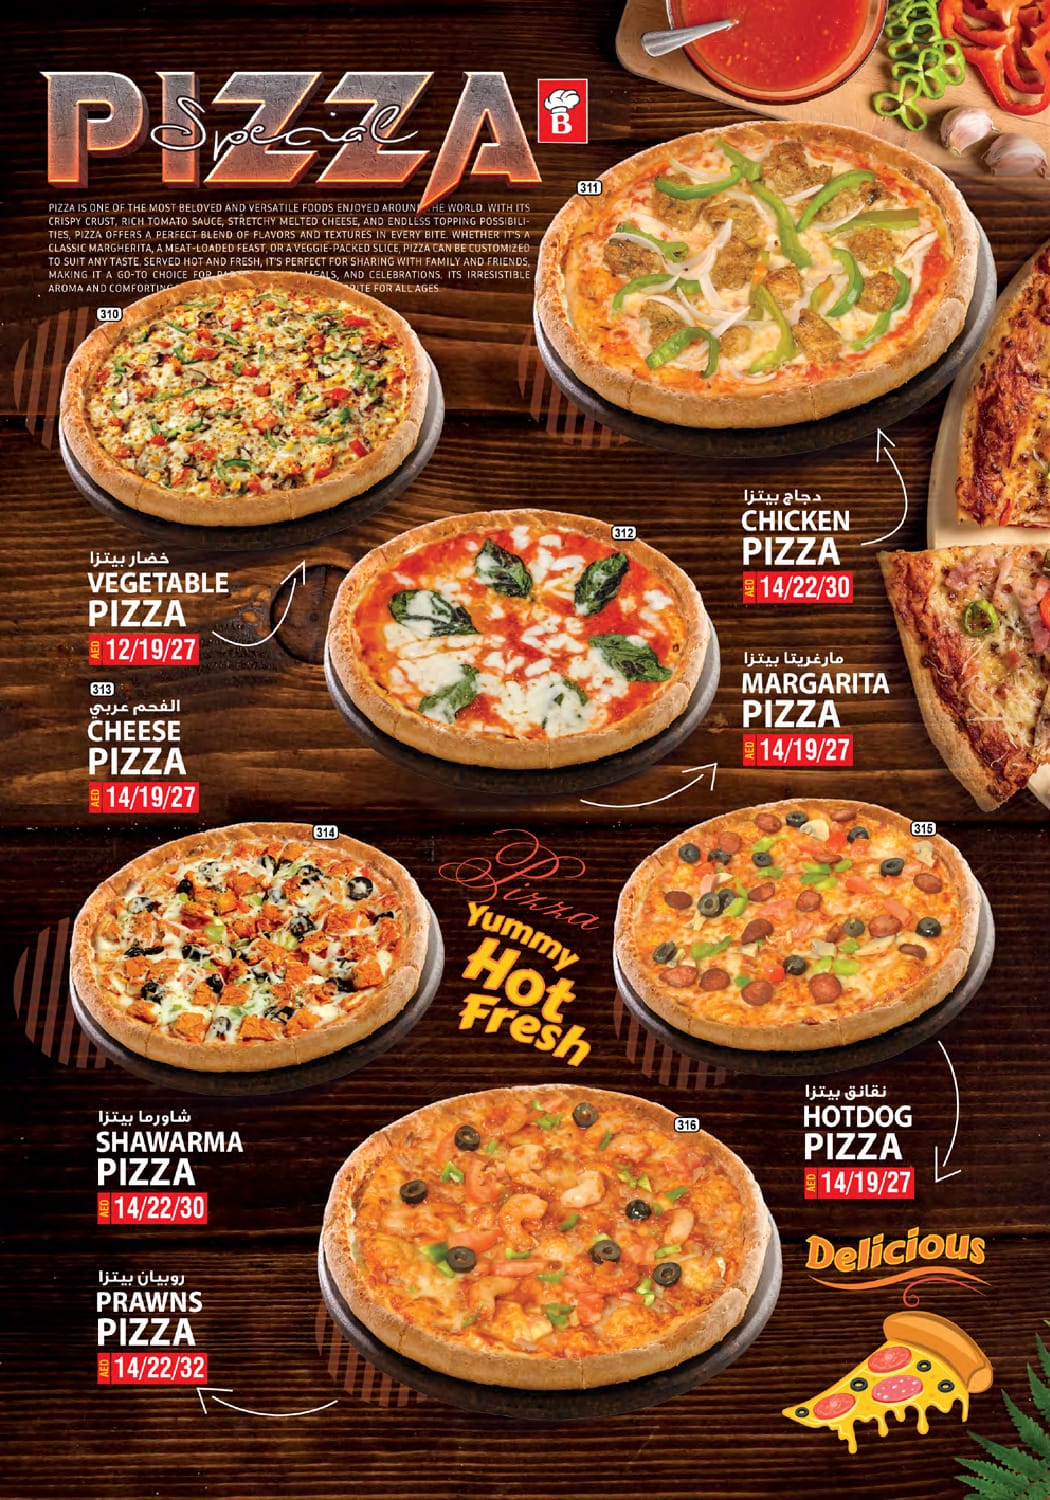 PIZZA
Special
B
PIZZA IS ONE OF THE MOST BELOVED AND VERSATILE FOODS ENJOYED AROUND THE WORLD. WITH ITS
CRISPY CRUST, RICH TOMATO SAUCE, STRETCHY MELTED CHEESE, AND ENDLESS TOPPING POSSIBILI-
TIES, PIZZA OFFERS A PERFECT BLEND OF FLAVORS AND TEXTURES IN EVERY BITE. WHETHER IT'S A
CLASSIC MARGHERITA, A MEAT-LOADED FEAST, OR A VEGGIE-PACKED SLICE, PIZZA CAN BE CUSTOMIZED
TO SUIT ANY TASTE. SERVED HOT AND FRESH, IT'S PERFECT FOR SHARING WITH FAMILY AND FRIENDS,
MAKING IT A GO-TO CHOICE FOR MEALS, AND CELEBRATIONS. ITS IRRESISTIBLE
AROMA AND COMFORTING FOR ALL AGES.
310
خضار بيتزا
VEGETABLE
PIZZA
AED 12/19/27
311
دجاج بيتزا
CHICKEN
PIZZA
AED 14/22/30
312
مارغريتا بيتزا
MARGARITA
PIZZA
AED 14/19/27
313
الفحم عربي
CHEESE
PIZZA
AED 14/19/27
314
شاورما بيتزا
SHAWARMA
PIZZA
AED 14/22/30
Pizza
Yummy
Hot
Fresh
315
نقانق بيتزا
HOTDOG
PIZZA
AED 14/19/27
316
روبيان بيتزا
PRAWNS
PIZZA
AED 14/22/32
Delicious